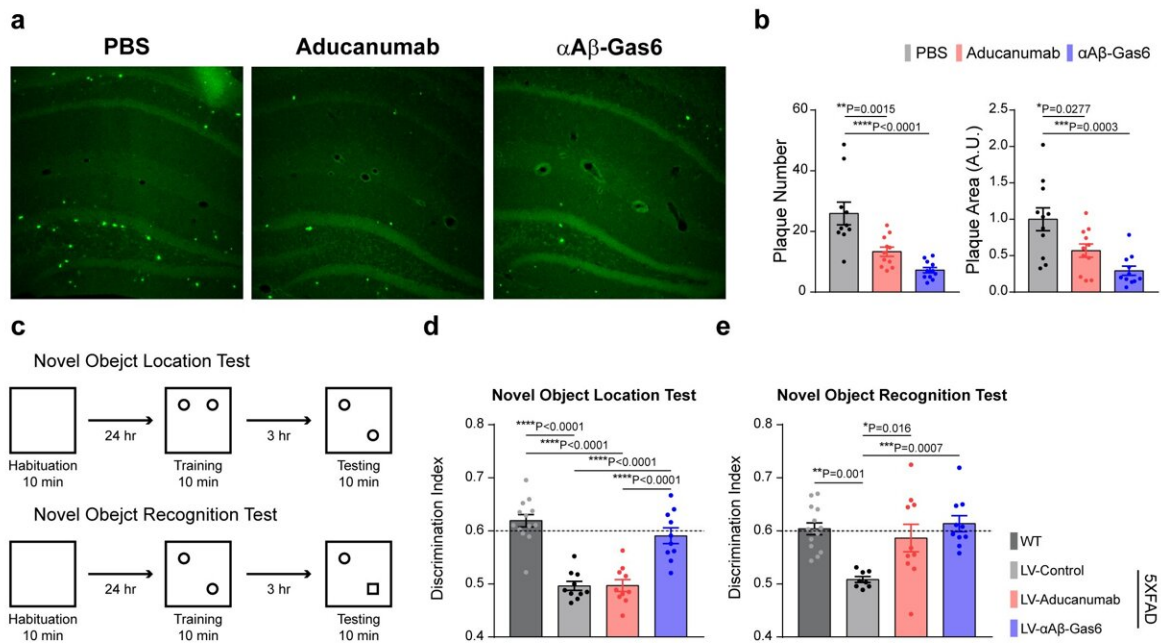 a
PBS
Aducanumab
αAβ-Gas6
b
PBS Aducanumab αAβ-Gas6
Plaque Number
60
40
20
0
**P=0.0015
****P<0.0001
Plaque Area (A.U.)
2.5
2.0
1.5
1.0
0.5
0.0
*P=0.0277
***P=0.0003
c
Novel Obejct Location Test
24 hr
3 hr
Habituation
10 min
Training
10 min
Testing
10 min
Novel Obejct Recognition Test
24 hr
3 hr
Habituation
10 min
Training
10 min
Testing
10 min
d
Novel Object Location Test
Discrimination Index
0.8
0.7
0.6
0.5
0.4
****P<0.0001
****P<0.0001
****P<0.0001
****P<0.0001
e
Novel Object Recognition Test
Discrimination Index
0.8
0.7
0.6
0.5
0.4
*P=0.016
***P=0.0007
**P=0.001
WT
LV-Control
LV-Aducanumab
LV-αAβ-Gas6
5XFAD